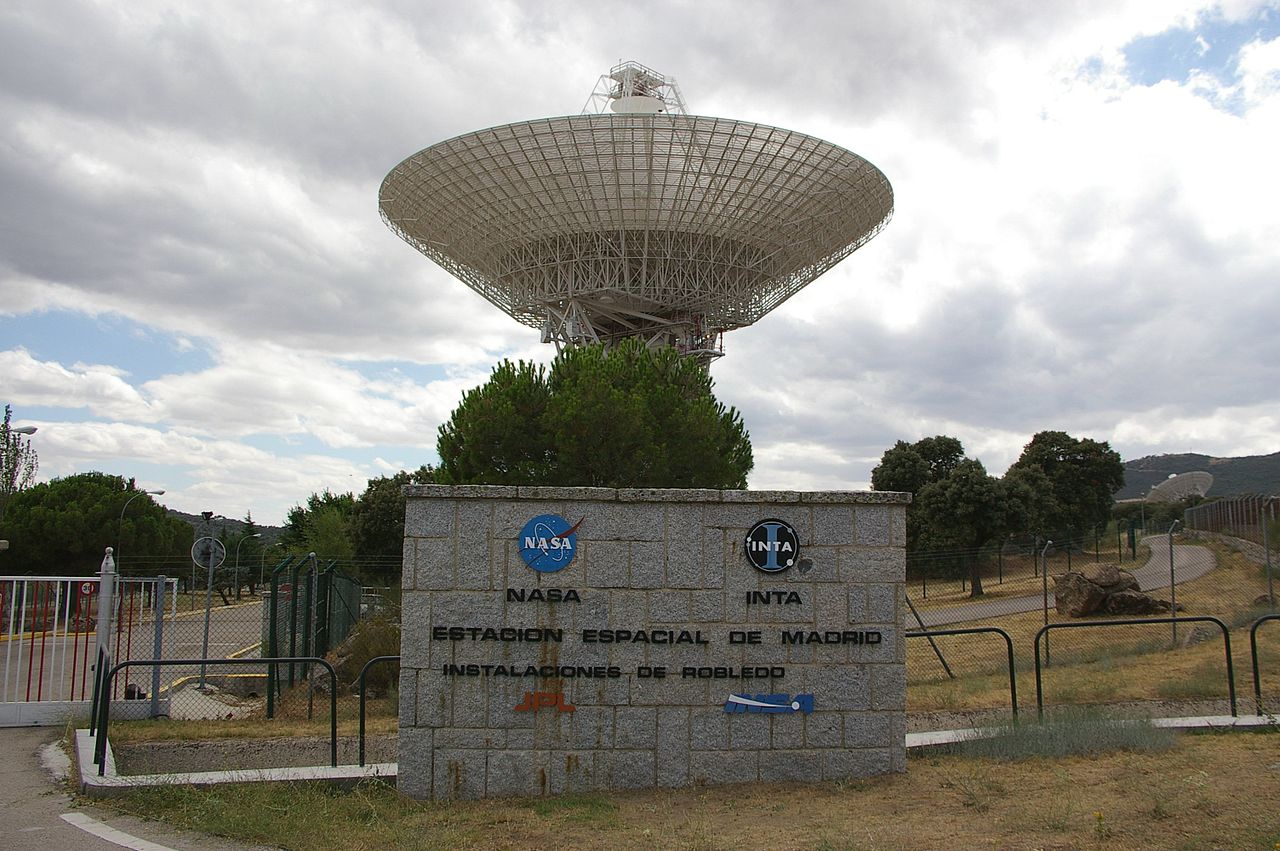 NASA INTA
NASA INTA
ESTACION ESPACIAL DE MADRID
INSTALACIONES DE ROBLEDO
JPL